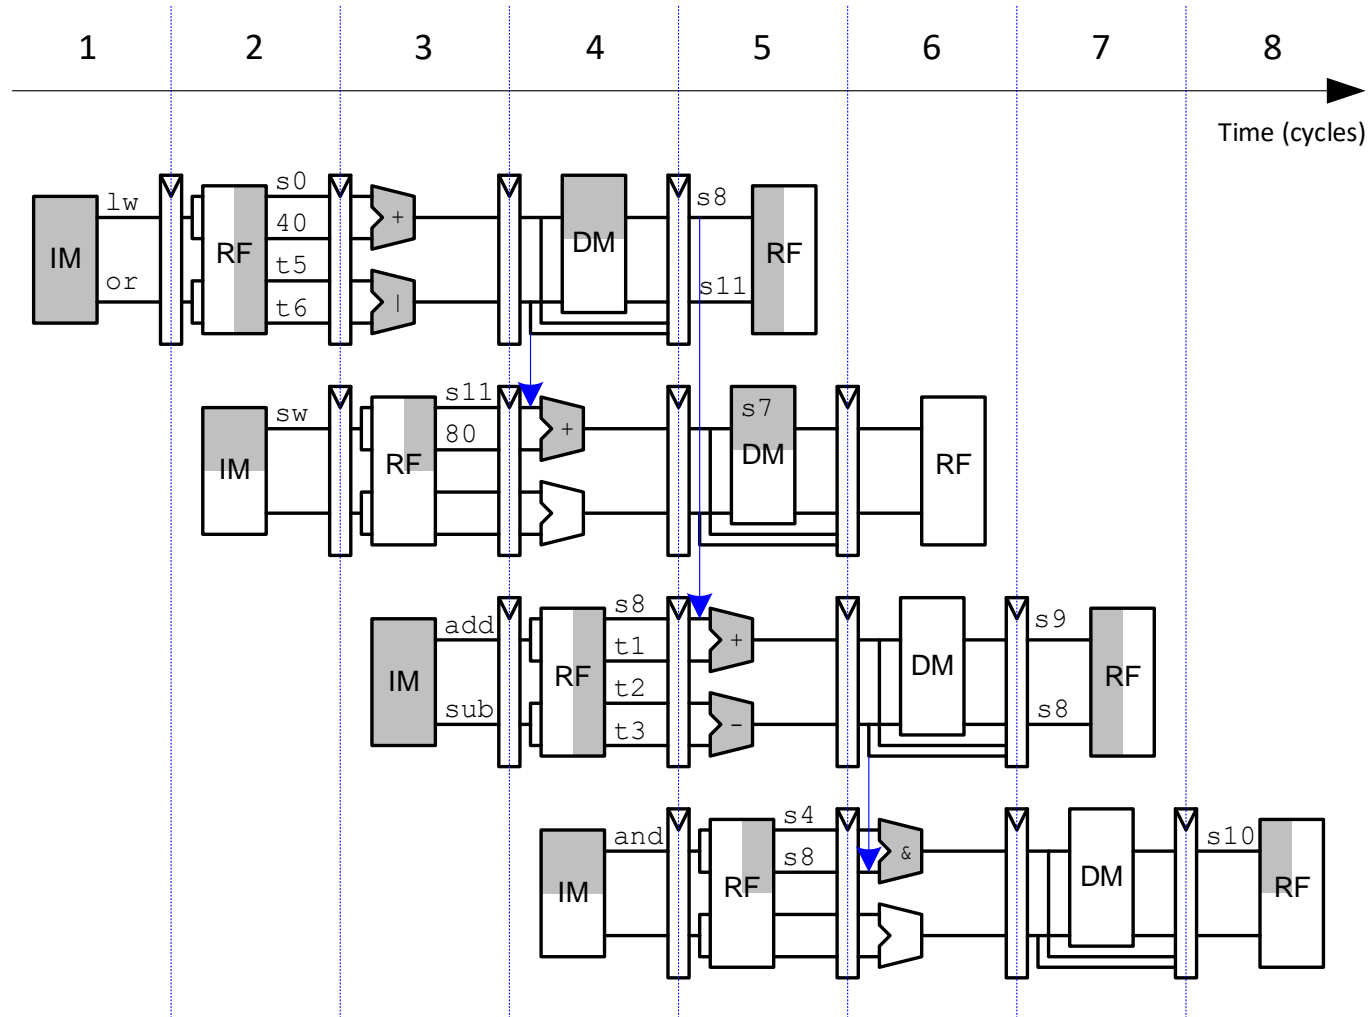 1 2 3 4 5 6 7 8
Time (cycles)
s0
lw
s8
40
+
IM
RF
DM
RF
t5
or
s11
t6
|
s11
sw
s7
80
+
IM
RF
DM
RF
s8
add
s9
t1
+
IM
RF
DM
RF
t2
sub
s8
t3
-
s4
and
s10
s8
&
IM
RF
DM
RF